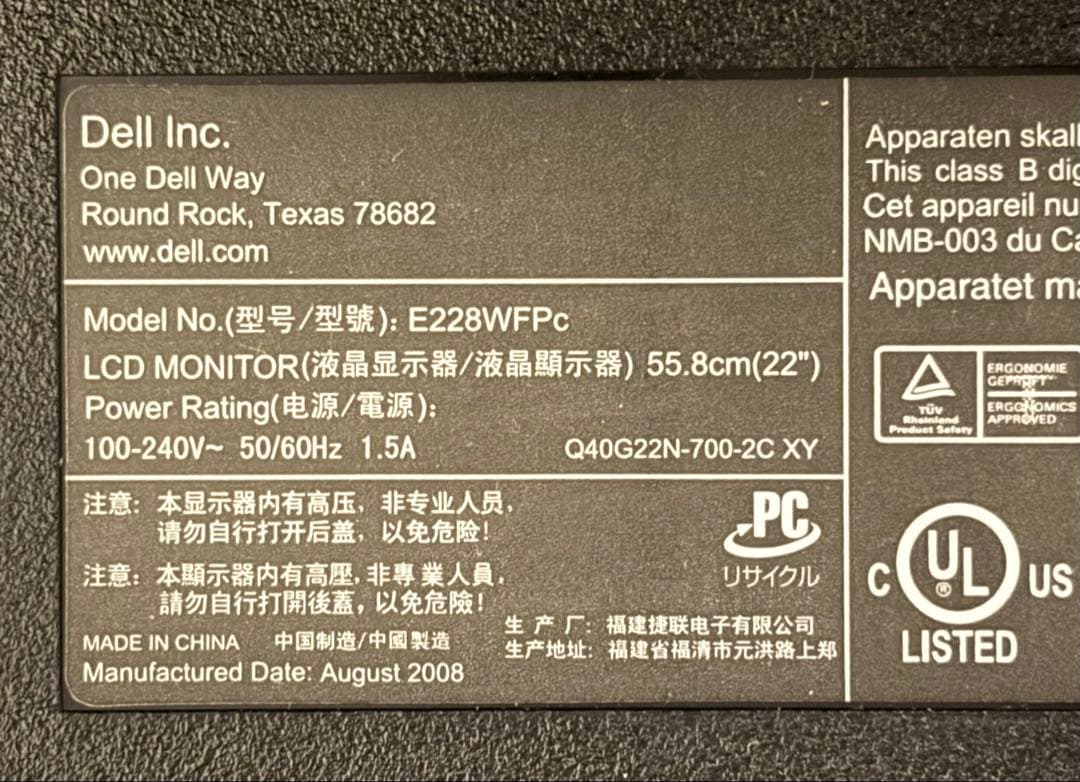 Dell Inc.
One Dell Way
Round Rock, Texas 78682
www.dell.com
Model No.(型号/型號): E228WFPc
LCD MONITOR(液晶显示器/液晶顯示器) 55.8cm(22")
Power Rating(电源/電源):
100-240V~ 50/60Hz 1.5A
Q40G22N-700-2C XY
注意: 本显示器内有高压, 非专业人员,
请勿自行打开后盖, 以免危险!
注意: 本顯示器内有高壓, 非專業人員,
請勿自行打開後蓋, 以免危險!
PC
リサイクル
MADE IN CHINA 中国制造/中國製造
Manufactured Date: August 2008
生 产 厂: 福建捷联电子有限公司
生产地址: 福建省福清市元洪路上郑
Apparaten skall
This class B dig
Cet appareil nu
NMB-003 du Ca
Apparatet ma
TÜV
Rheinland
Product Safety
ERGONOMIE
GEPRÜFT
ERGONOMICS
APPROVED
C UL® US
LISTED